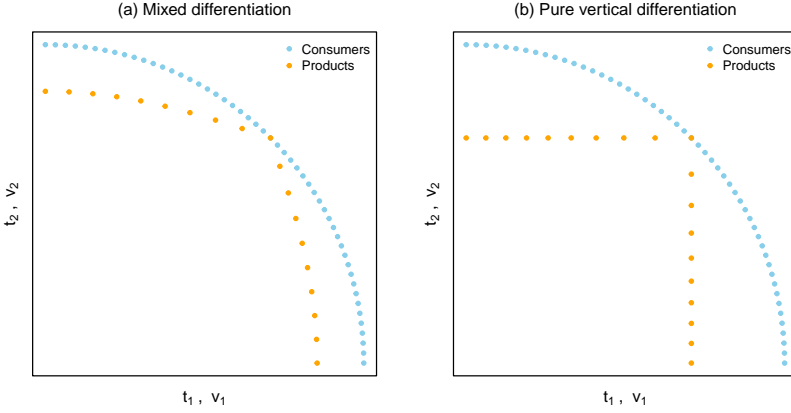 (a) Mixed differentiation
Consumers
Products
t₂ , v₂
t₁ , v₁
(b) Pure vertical differentiation
Consumers
Products
t₂ , v₂
t₁ , v₁